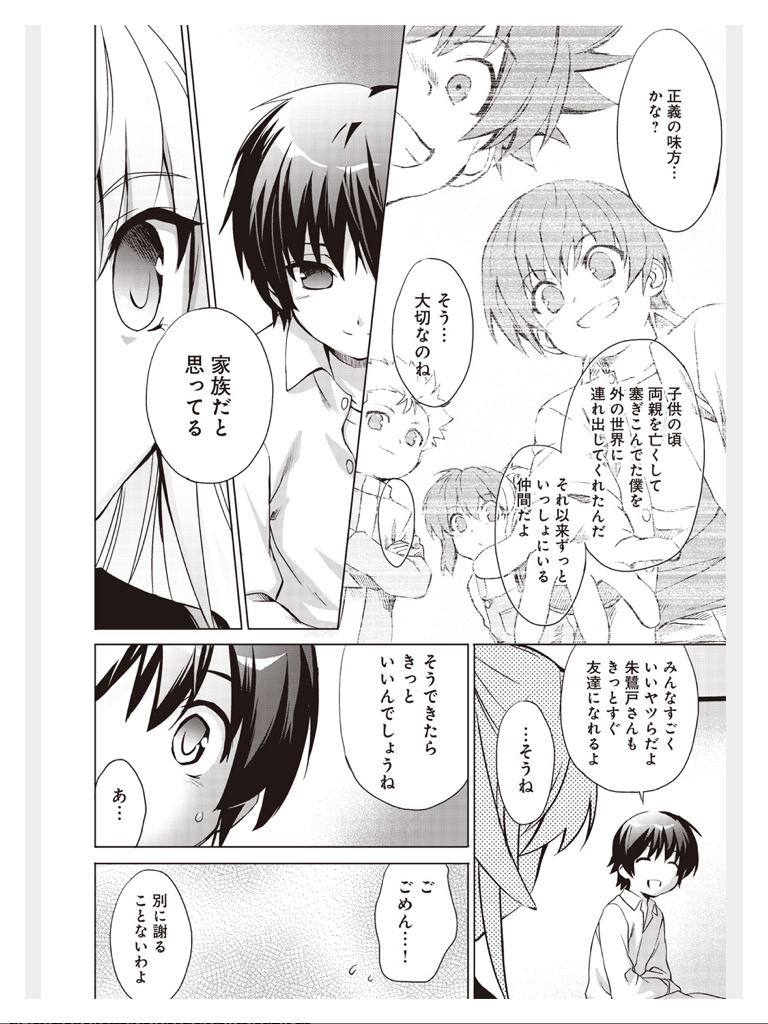 正義の味方…
かな?
子供の頃
両親を亡くして
塞ぎこんでた僕を
外の世界に
連れ出してくれたんだ
それ以来ずっと
いっしょにいる
仲間だよ
そう…
大切なのね
家族だと
思ってる
みんなすごく
いいヤツらだよ
朱鷺戸さんも
きっとすぐ
友達になれるよ
…そうね
そうできたら
きっと
いいんでしょうね
あ…
ご
ごめん…!
別に謝る
ことないわよ